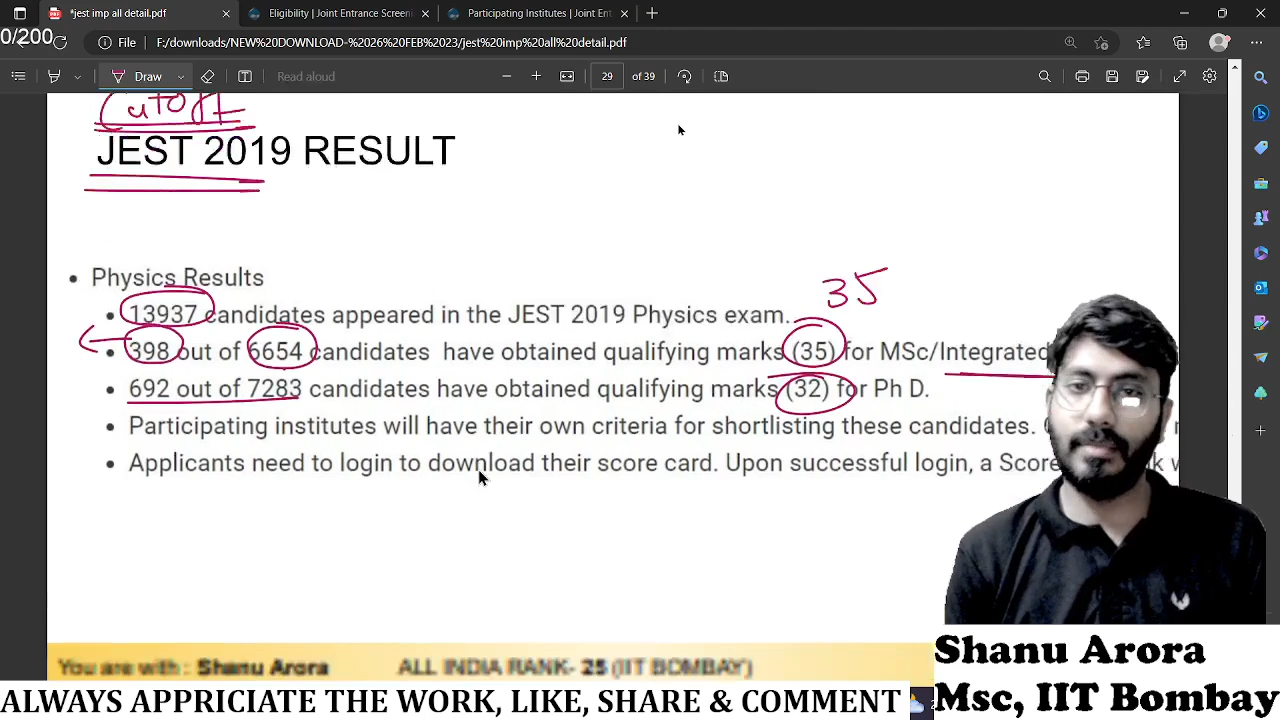 *jest imp all detail.pdf
Eligibility | Joint Entrance Screeni
Participating Institutes | Joint Ent
0/200
File
F:/downloads/NEW%20DOWNLOAD-%2026%20FEB%2023/jest%20imp%20all%20detail.pdf
Draw
Read aloud
29 of 39
Cutoff
JEST 2019 RESULT
Physics Results
35
13937 candidates appeared in the JEST 2019 Physics exam.
398 out of 6654 candidates have obtained qualifying marks (35) for MSc/Integrated
692 out of 7283 candidates have obtained qualifying marks (32) for Ph D.
Participating institutes will have their own criteria for shortlisting these candidates.
Applicants need to login to download their score card. Upon successful login, a Score
You are with : Shanu Arora ALL INDIA RANK- 25 (IIT BOMBAY)
Shanu Arora
Msc, IIT Bombay
ALWAYS APPRICIATE THE WORK, LIKE, SHARE & COMMENT